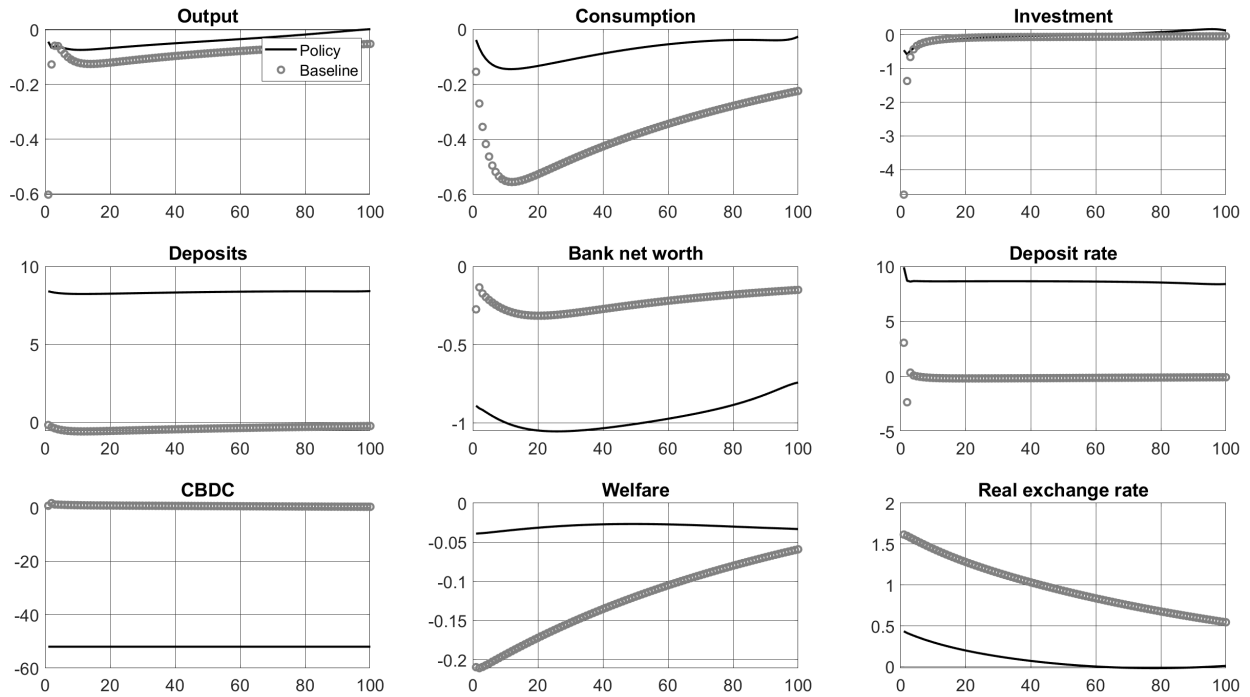 Output
0
-0.2
-0.4
-0.6
0 20 40 60 80 100
Policy
Baseline
Consumption
0
-0.2
-0.4
-0.6
0 20 40 60 80 100
Investment
0
-1
-2
-3
-4
0 20 40 60 80 100
Deposits
10
5
0
0 20 40 60 80 100
Bank net worth
0
-0.5
-1
0 20 40 60 80 100
Deposit rate
10
5
0
-5
0 20 40 60 80 100
CBDC
0
-20
-40
-60
0 20 40 60 80 100
Welfare
0
-0.05
-0.1
-0.15
-0.2
0 20 40 60 80 100
Real exchange rate
2
1.5
1
0.5
0
0 20 40 60 80 100